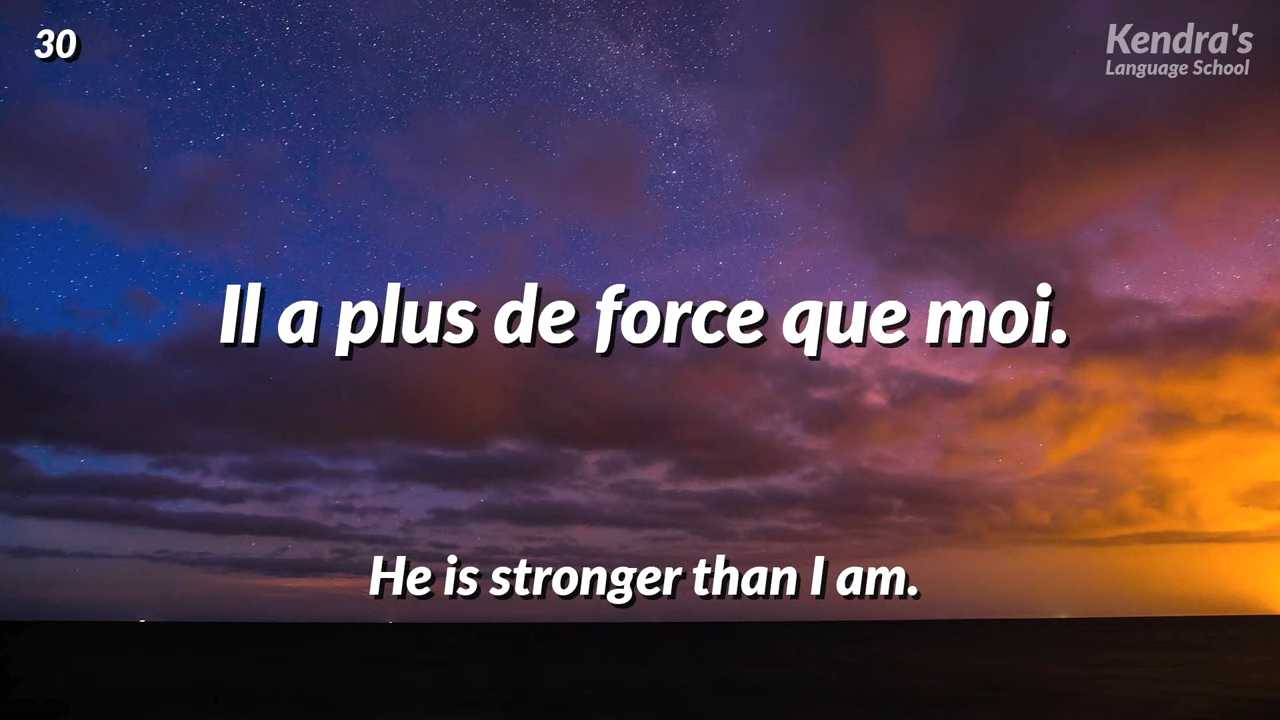 30
Kendra's
Language School
Il a plus de force que moi.
He is stronger than I am.